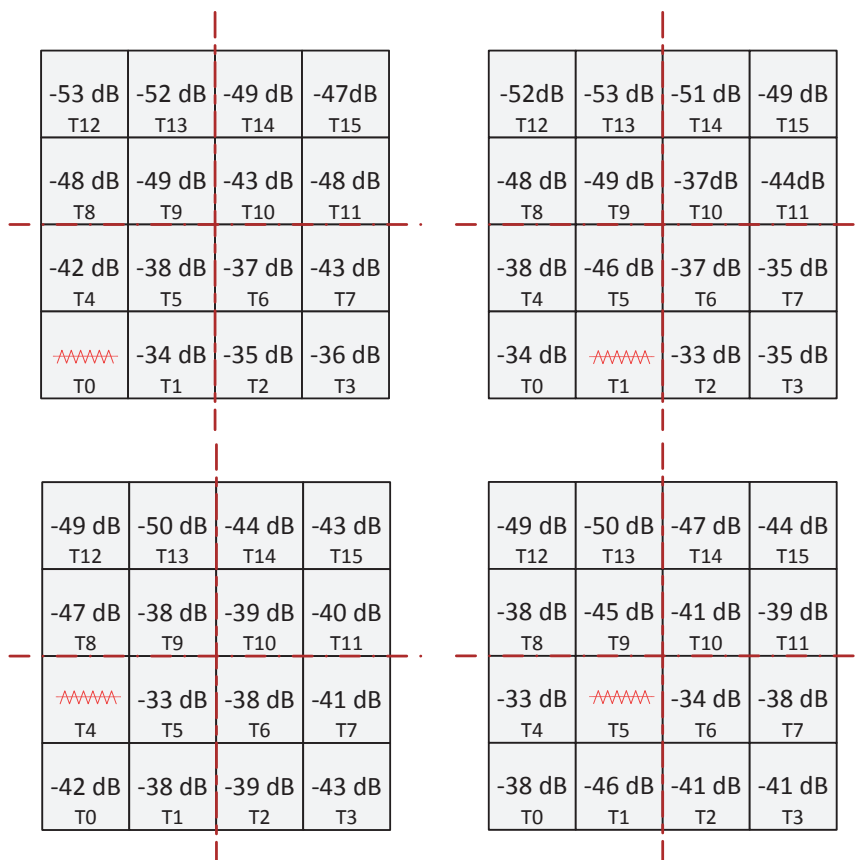 -53 dB -52 dB -49 dB -47dB
T12 T13 T14 T15
-48 dB -49 dB -43 dB -48 dB
T8 T9 T10 T11
-42 dB -38 dB -37 dB -43 dB
T4 T5 T6 T7
-34 dB -35 dB -36 dB
T0 T1 T2 T3
-52dB -53 dB -51 dB -49 dB
T12 T13 T14 T15
-48 dB -49 dB -37dB -44dB
T8 T9 T10 T11
-38 dB -46 dB -37 dB -35 dB
T4 T5 T6 T7
-34 dB -33 dB -35 dB
T0 T1 T2 T3
-49 dB -50 dB -44 dB -43 dB
T12 T13 T14 T15
-47 dB -38 dB -39 dB -40 dB
T8 T9 T10 T11
-33 dB -38 dB -41 dB
T4 T5 T6 T7
-42 dB -38 dB -39 dB -43 dB
T0 T1 T2 T3
-49 dB -50 dB -47 dB -44 dB
T12 T13 T14 T15
-38 dB -45 dB -41 dB -39 dB
T8 T9 T10 T11
-33 dB -34 dB -38 dB
T4 T5 T6 T7
-38 dB -46 dB -41 dB -41 dB
T0 T1 T2 T3